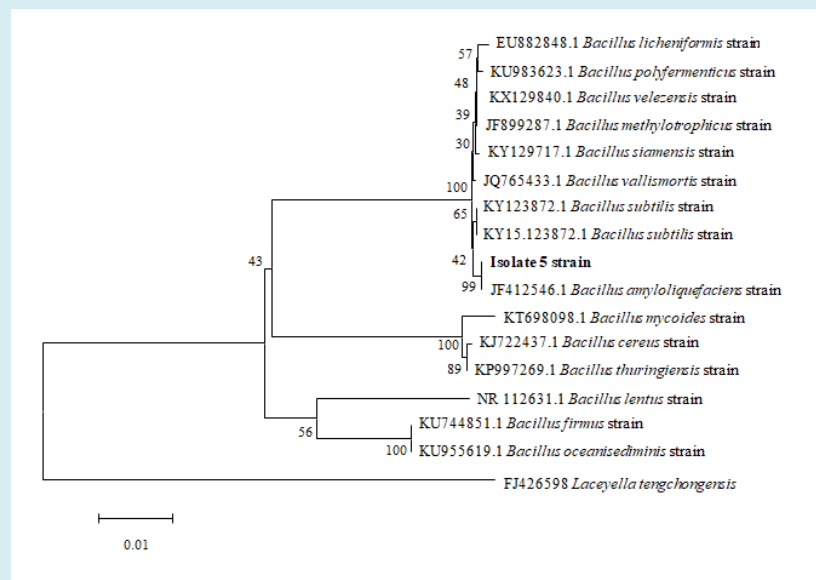 57
EU882848.1 Bacillus licheniformis strain
KU983623.1 Bacillus polyfermenticus strain
48
KX129840.1 Bacillus velezensis strain
39
JF899287.1 Bacillus methylotrophicus strain
30
KY129717.1 Bacillus siamensis strain
JQ765433.1 Bacillus vallismortis strain
100
KY123872.1 Bacillus subtilis strain
65
KY15.123872.1 Bacillus subtilis strain
43
42
Isolate 5 strain
99
JF412546.1 Bacillus amyloliquefaciens strain
KT698098.1 Bacillus mycoides strain
100
KJ722437.1 Bacillus cereus strain
89
KP997269.1 Bacillus thuringiensis strain
NR 112631.1 Bacillus lentus strain
KU744851.1 Bacillus firmus strain
56
100
KU955619.1 Bacillus oceanisediminis strain
FJ426598 Laceyella tengchongensis
0.01